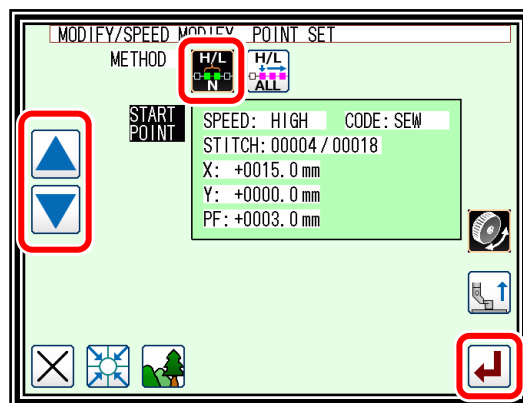 MODIFY/SPEED MODIFY POINT SET
METHOD H/L N H/L ALL
START POINT
SPEED: HIGH CODE: SEW
STITCH: 00004/00018
X: +0015.0 mm
Y: +0000.0 mm
PF: +0003.0 mm